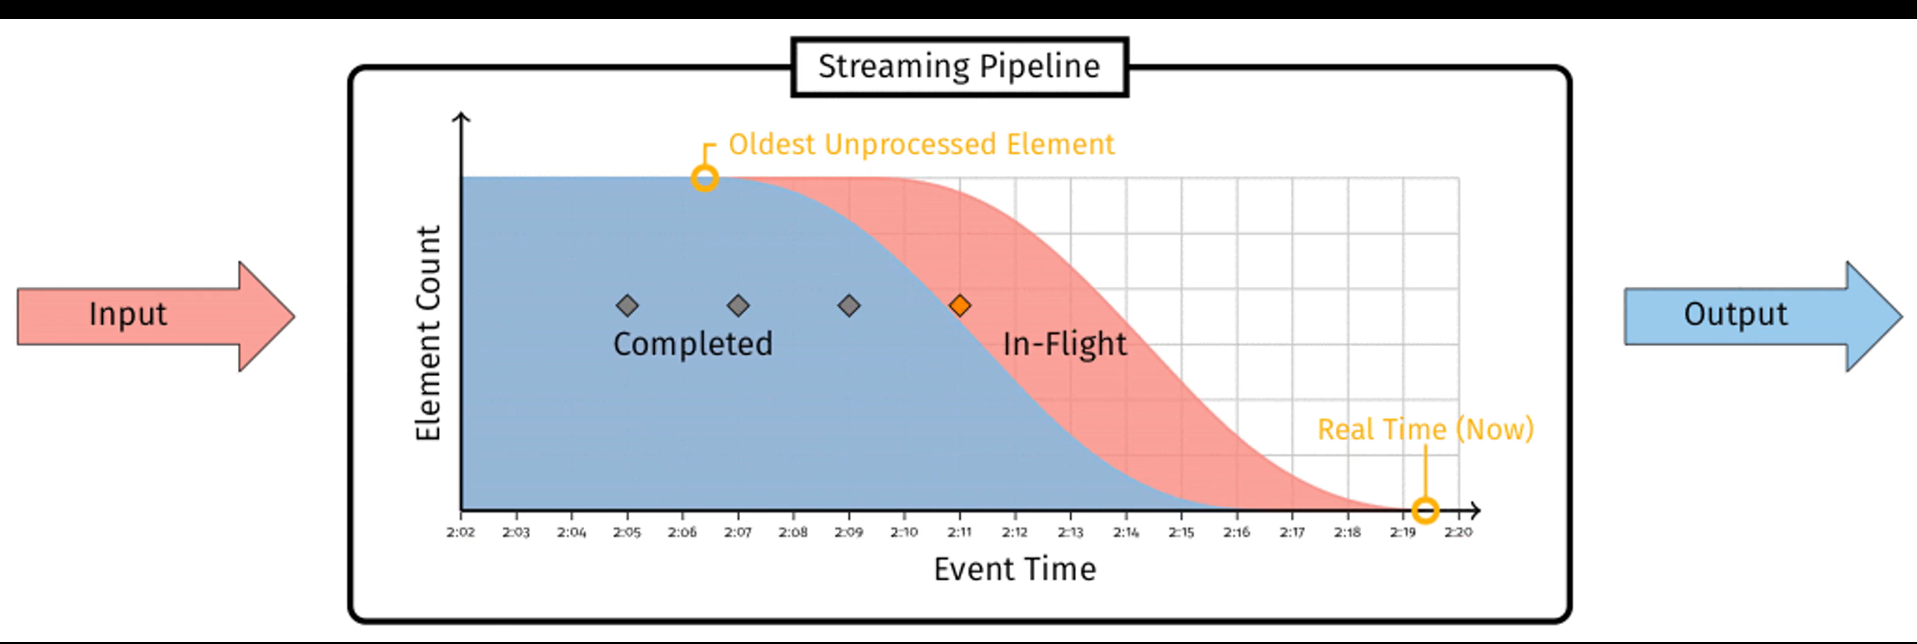 Streaming Pipeline
Oldest Unprocessed Element
Input
Element Count
Completed
In-Flight
Output
Real Time (Now)
2:02 2:03 2:04 2:05 2:06 2:07 2:08 2:09 2:10 2:11 2:12 2:13 2:14 2:15 2:16 2:17 2:18 2:19 2:20
Event Time